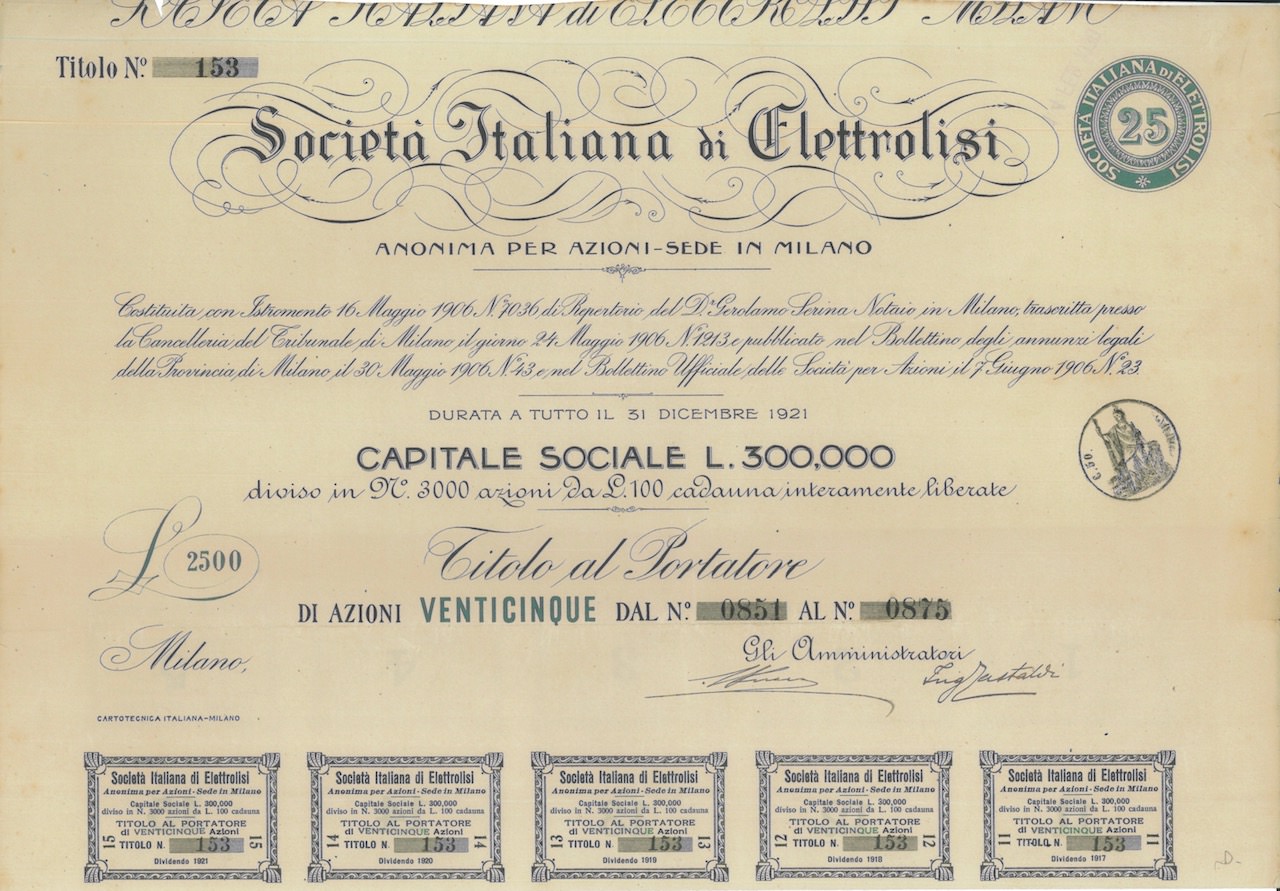 Titolo N.º 153
SOCIETÀ ITALIANA DI ELETTROLISI
25
Società Italiana di Elettrolisi
ANONIMA PER AZIONI-SEDE IN MILANO
Costituita con Istromento 16 Maggio 1906 N.º 7036 di Repertorio del D.r Gerolamo Serina Notaio in Milano, trascritta presso
la Cancelleria del Tribunale di Milano il giorno 24 Maggio 1906 N.º 1213 e pubblicato nel Bollettino degli annunzi legali
della Provincia di Milano il 30 Maggio 1906 N.º 43 e nel Bollettino Ufficiale delle Società per Azioni il 7 Giugno 1906 N.º 23.
DURATA A TUTTO IL 31 DICEMBRE 1921
CAPITALE SOCIALE L. 300,000
diviso in N.º 3000 azioni da L. 100 cadauna interamente liberate
£ 2500
Titolo al Portatore
DI AZIONI VENTICINQUE DAL N.º 0851 AL N.º 0875
Milano,
Gli Amministratori
CARTOTECNICA ITALIANA-MILANO
Società Italiana di Elettrolisi
Anonima per Azioni - Sede in Milano
Capitale Sociale L. 300,000
diviso in N. 3000 azioni da L. 100 cadauna
TITOLO AL PORTATORE
di VENTICINQUE Azioni
15 TITOLO N. 153 15
Dividendo 1921
Società Italiana di Elettrolisi
Anonima per Azioni - Sede in Milano
Capitale Sociale L. 300,000
diviso in N. 3000 azioni da L. 100 cadauna
TITOLO AL PORTATORE
di VENTICINQUE Azioni
14 TITOLO N. 153 14
Dividendo 1920
Società Italiana di Elettrolisi
Anonima per Azioni - Sede in Milano
Capitale Sociale L. 300,000
diviso in N. 3000 azioni da L. 100 cadauna
TITOLO AL PORTATORE
di VENTICINQUE Azioni
13 TITOLO N. 153 13
Dividendo 1919
Società Italiana di Elettrolisi
Anonima per Azioni - Sede in Milano
Capitale Sociale L. 300,000
diviso in N. 3000 azioni da L. 100 cadauna
TITOLO AL PORTATORE
di VENTICINQUE Azioni
12 TITOLO N. 153 12
Dividendo 1918
Società Italiana di Elettrolisi
Anonima per Azioni - Sede in Milano
Capitale Sociale L. 300,000
diviso in N. 3000 azioni da L. 100 cadauna
TITOLO AL PORTATORE
di VENTICINQUE Azioni
11 TITOLO N. 153 11
Dividendo 1917